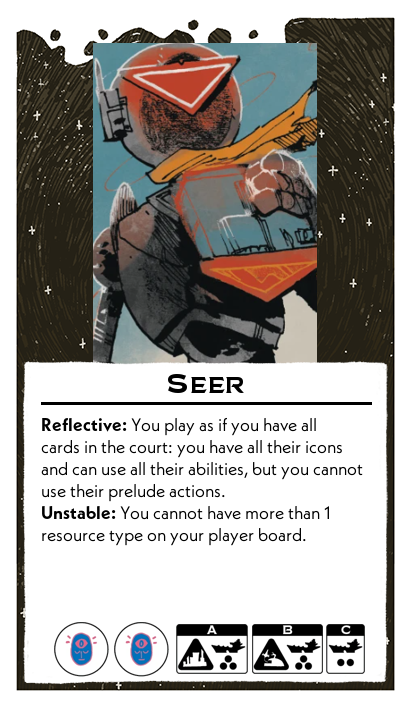 SEER
Reflective: You play as if you have all
cards in the court: you have all their icons
and can use all their abilities, but you cannot
use their prelude actions.
Unstable: You cannot have more than 1
resource type on your player board.
A B C